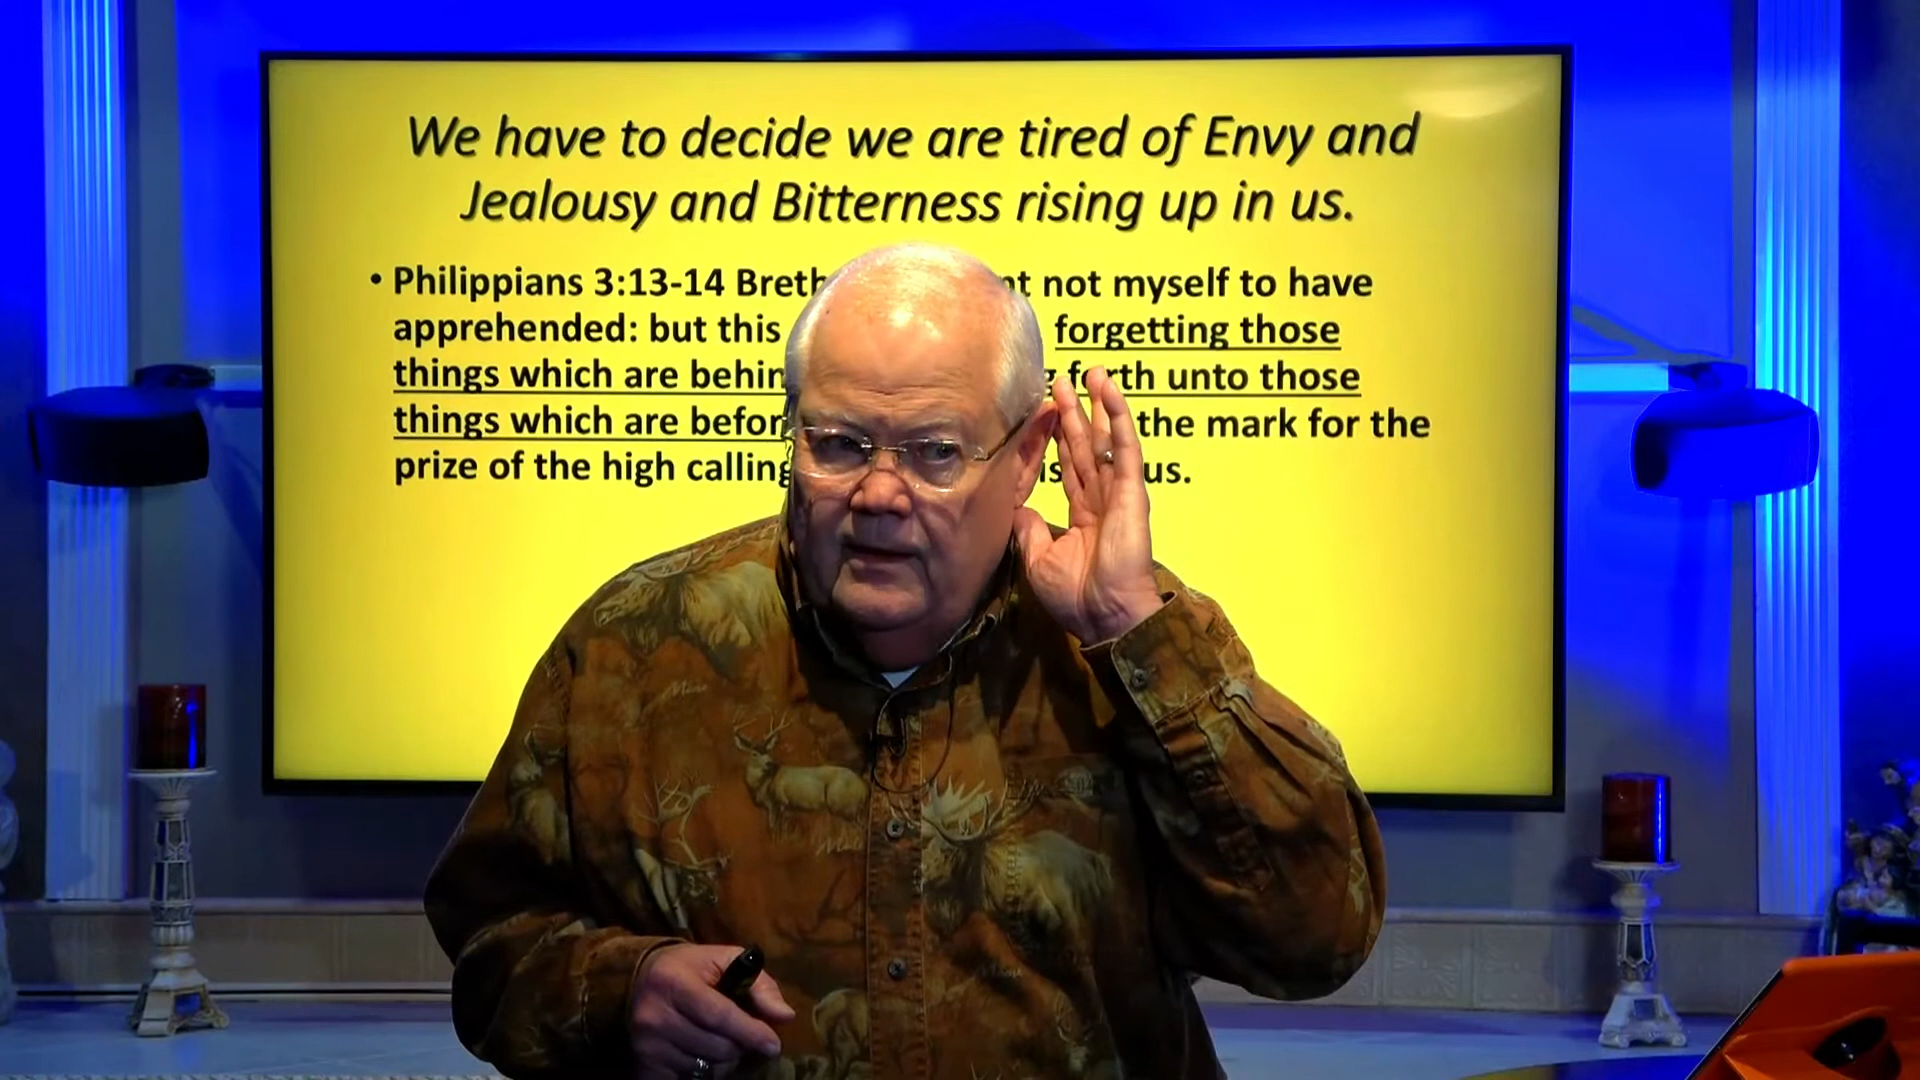 We have to decide we are tired of Envy and
Jealousy and Bitterness rising up in us.
• Philippians 3:13-14 Breth nt not myself to have
apprehended: but this forgetting those
things which are behin g forth unto those
things which are befor the mark for the
prize of the high calling is us.